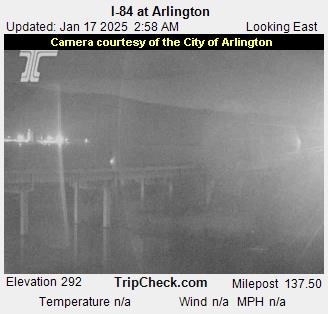 I-84 at Arlington
Updated: Jan 17 2025 2:58 AM Looking East
Camera courtesy of the City of Arlington
Elevation 292 TripCheck.com Milepost 137.50
Temperature n/a Wind n/a MPH n/a